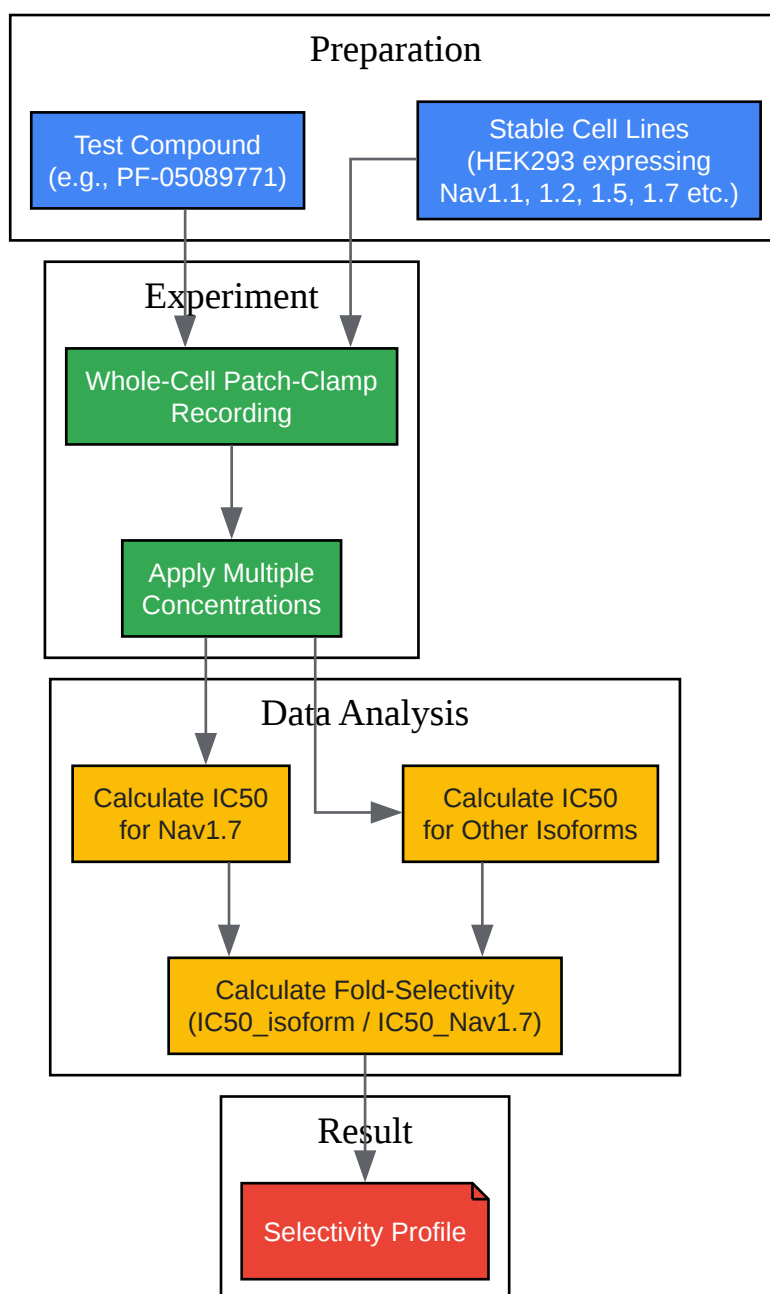 Preparation
Test Compound
(e.g., PF-05089771)
Stable Cell Lines
(HEK293 expressing
Nav1.1, 1.2, 1.5, 1.7 etc.)
Experiment
Whole-Cell Patch-Clamp
Recording
Apply Multiple
Concentrations
Data Analysis
Calculate IC50
for Nav1.7
Calculate IC50
for Other Isoforms
Calculate Fold-Selectivity
(IC50_isoform / IC50_Nav1.7)
Result
Selectivity Profile